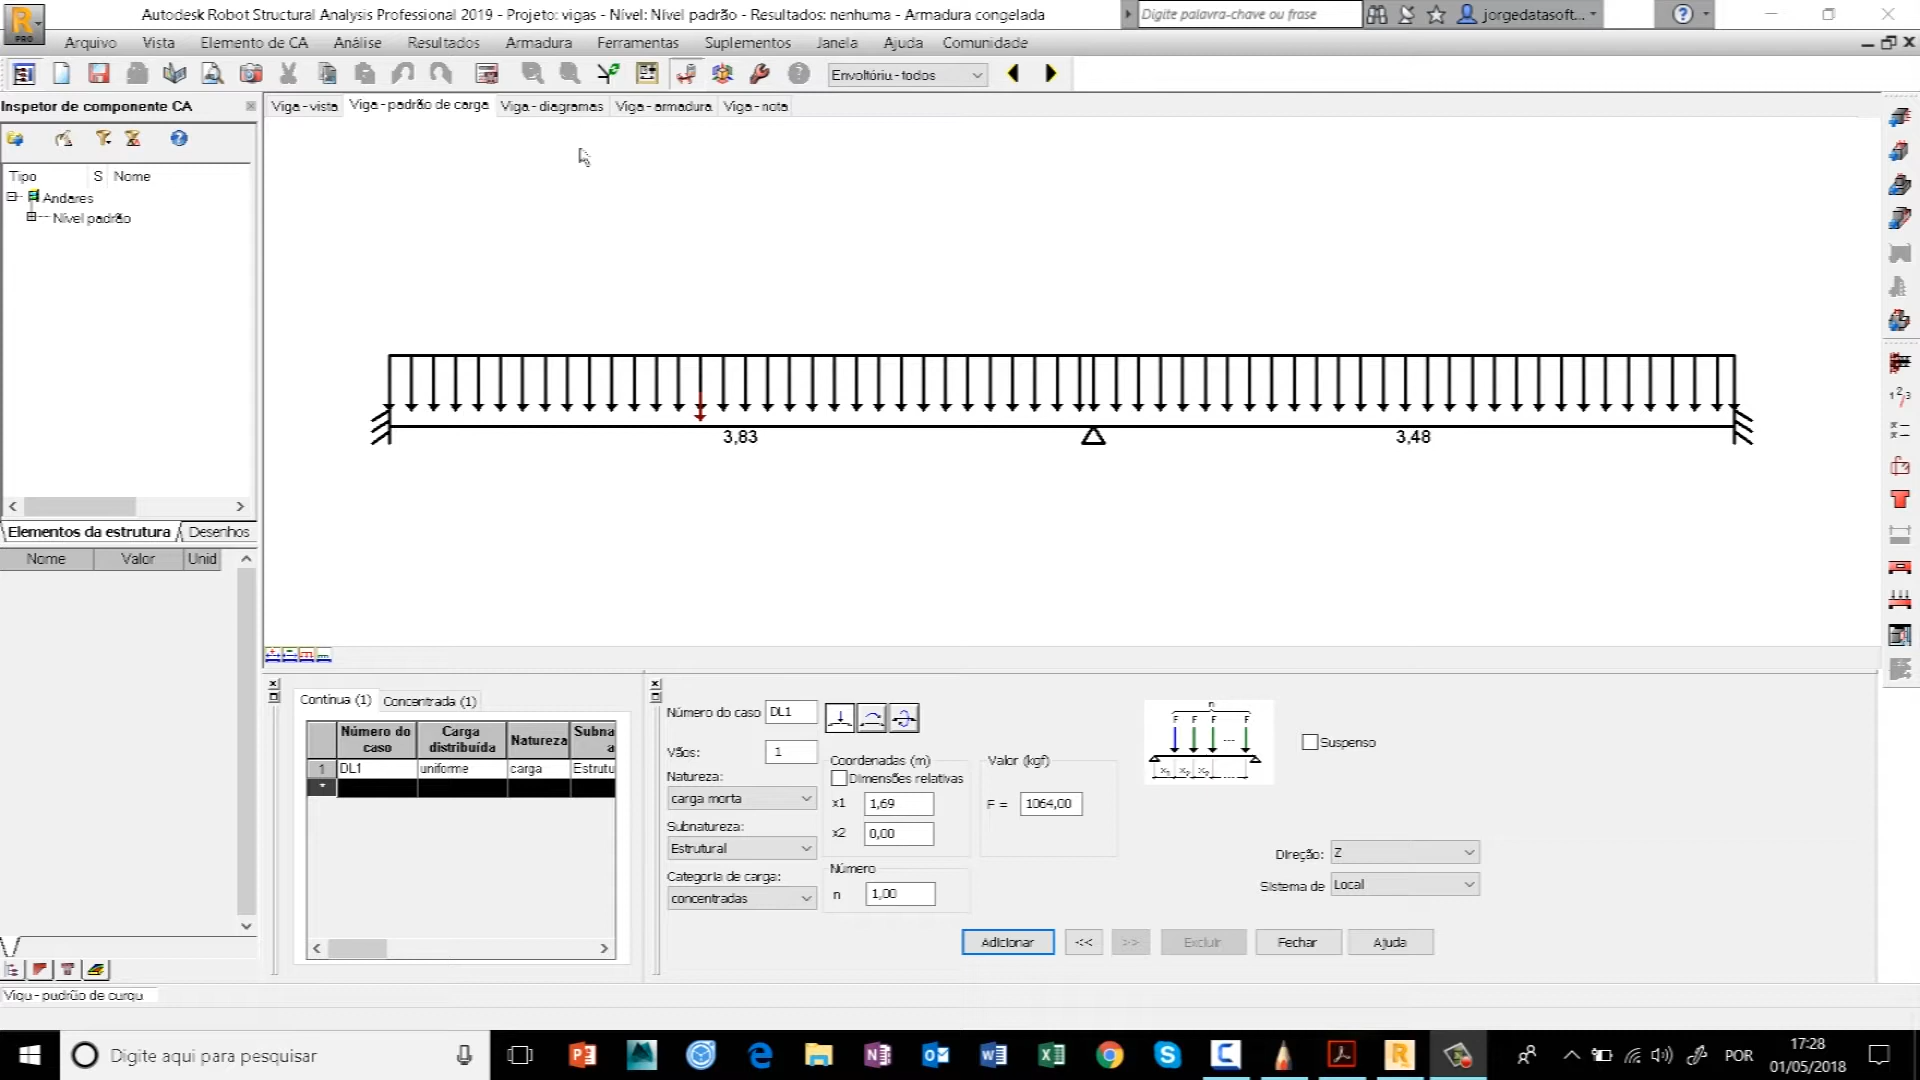 Autodesk Robot Structural Analysis Professional 2019 - Projeto: vigas - Nível: Nível padrão - Resultados: nenhuma - Armadura congelada
Digite palavra-chave ou frase
jorgedatasoft...
PRO
Arquivo Vista Elemento de CA Análise Resultados Armadura Ferramentas Suplementos Janela Ajuda Comunidade
Envoltória - todos
Inspetor de componente CA
Viga - vista Viga - padrão de carga Viga - diagramas Viga - armadura Viga - nota
Tipo S Nome
Andares
Nível padrão
3,83 3,48
Elementos da estrutura Desenhos
Nome Valor Unid
Contínua (1) Concentrada (1)
Número do caso Carga distribuída Natureza Subna a
1 DL1 uniforme carga Estrutu
*
Número do caso DL1
Vãos: 1
Natureza:
carga morta
Subnatureza:
Estrutural
Categoria de carga:
concentradas
Coordenadas (m)
Dimensões relativas
x1 1,69
x2 0,00
Número
n 1,00
Valor (kgf)
F = 1064,00
n
F F F F
x1 x2 x2
Suspenso
Direção: Z
Sistema de Local
Adicionar << >> Excluir Fechar Ajuda
Viga - padrão de carga
Digite aqui para pesquisar
POR
17:28
01/05/2018